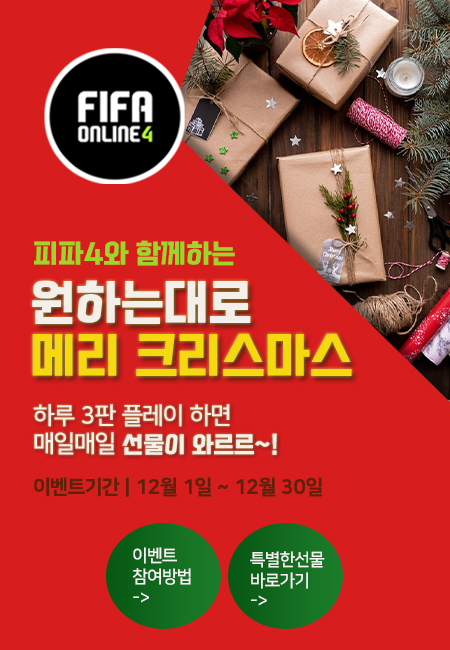 FIFA
ONLINE4
피파4와 함께하는
원하는대로
메리 크리스마스
하루 3판 플레이 하면
매일매일 선물이 와르르~!
이벤트기간 | 12월 1일 ~ 12월 30일
이벤트
참여방법
->
특별한선물
바로가기
->